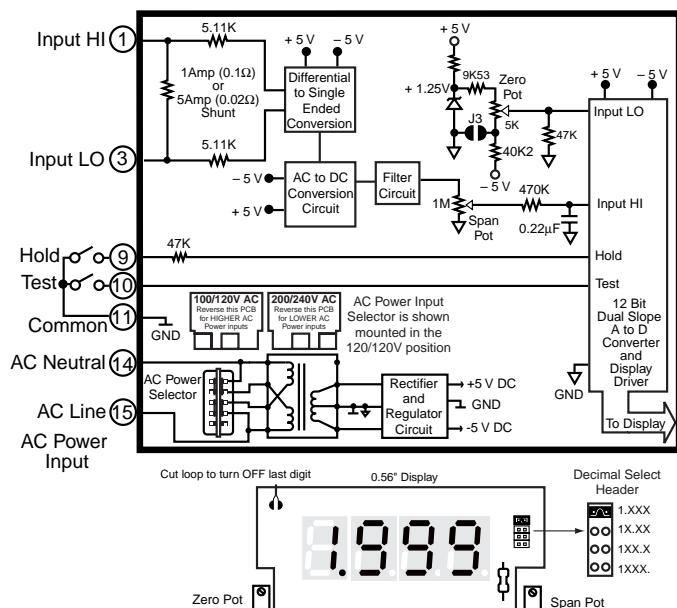 Input HI 1
5.11K
1Amp (0.1Ω)
or
5Amp (0.02Ω)
Shunt
5.11K
Input LO 3
+ 5 V
– 5 V
Differential
to Single
Ended
Conversion
– 5 V
+ 5 V
AC to DC
Conversion
Circuit
Filter
Circuit
+ 5 V
+ 1.25V
9K53
Zero
Pot
J3
5K
40K2
– 5 V
47K
1M
Span
Pot
470K
0.22µF
+ 5 V
– 5 V
Input LO
Input HI
Hold
Test
12 Bit
Dual Slope
A to D
Converter
and
Display
Driver
GND
To Display
Hold 9
47K
Test 10
Common 11
GND
100/120V AC
Reverse this PCB
for HIGHER AC
Power inputs
200/240V AC
Reverse this PCB
for LOWER AC
Power inputs
AC Power Input
Selector is shown
mounted in the
120/120V position
AC Neutral 14
AC Line 15
AC Power
Input
AC Power
Selector
Rectifier
and
Regulator
Circuit
+5 V DC
GND
-5 V DC
Cut loop to turn OFF last digit
0.56" Display
Decimal Select
Header
1.XXX
1X.XX
1XX.X
1XXX.
1.999
Zero Pot
Span Pot